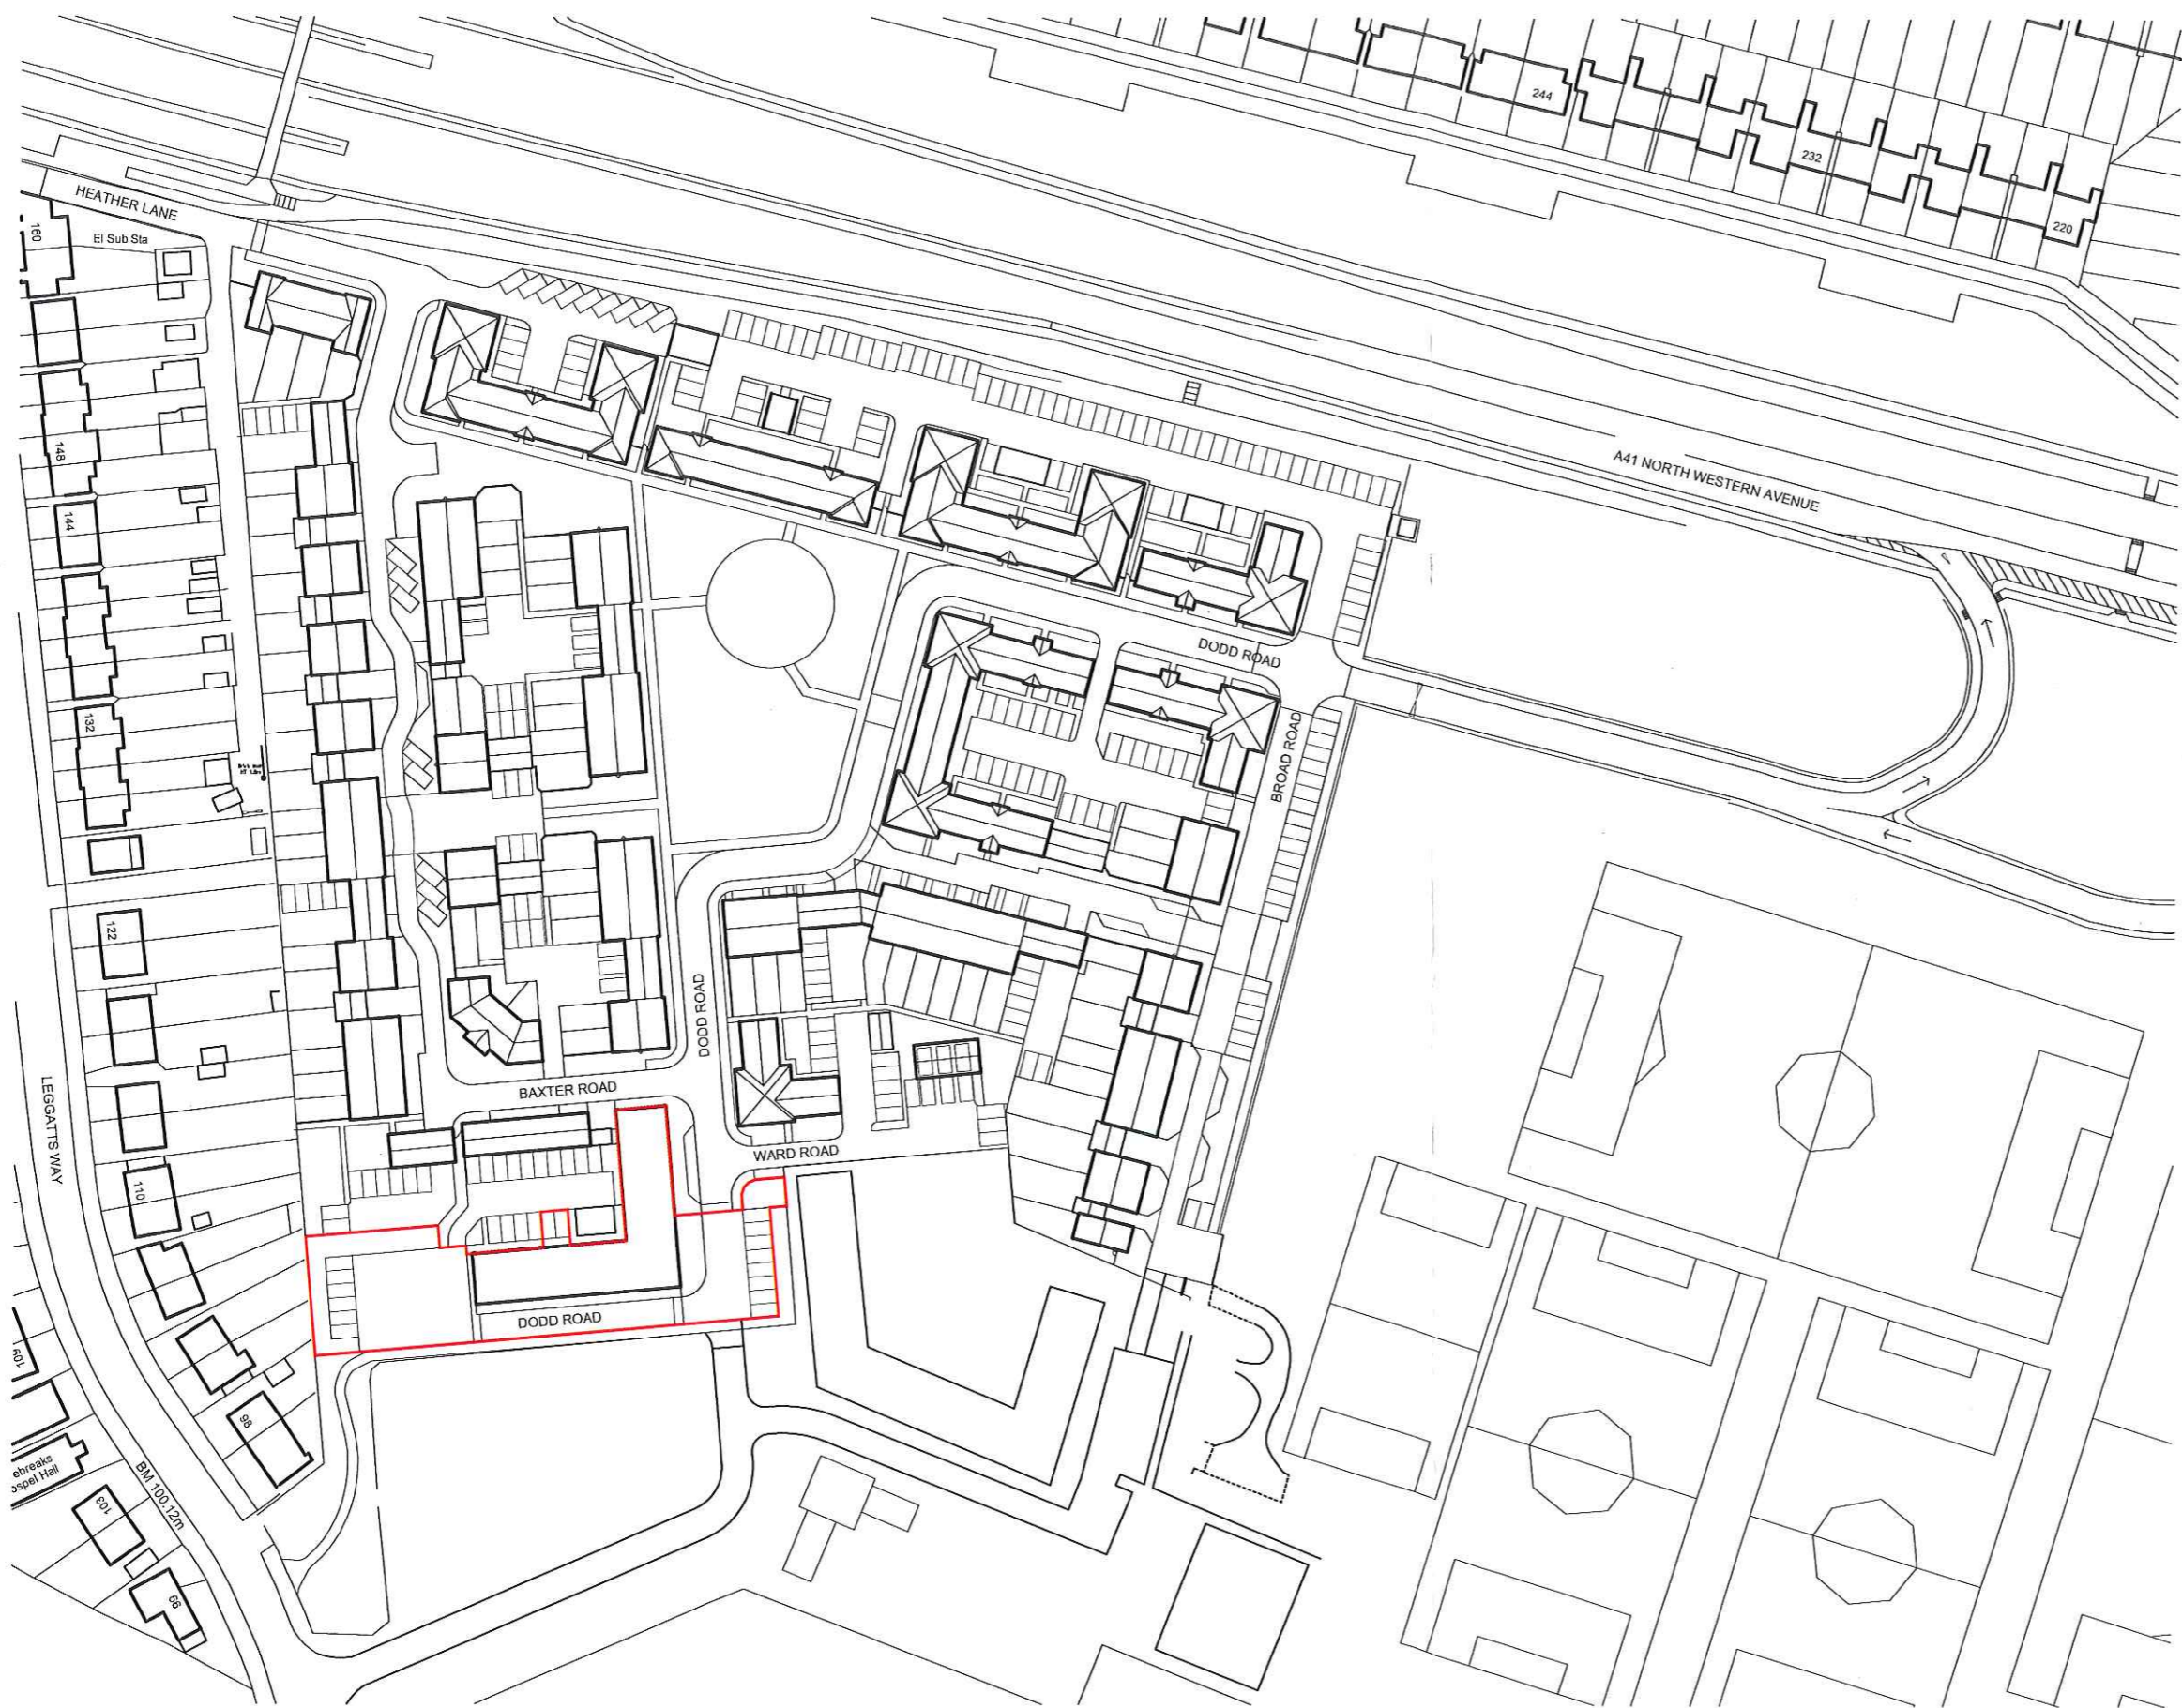 244
232
220
HEATHER LANE
160
El Sub Sta
148
144
132
122
110
98
A41 NORTH WESTERN AVENUE
DODD ROAD
BROAD ROAD
DODD ROAD
BAXTER ROAD
WARD ROAD
DODD ROAD
LEGGATTS WAY
109
ebreaks
ospel Hall
BM 100.12m
103
99